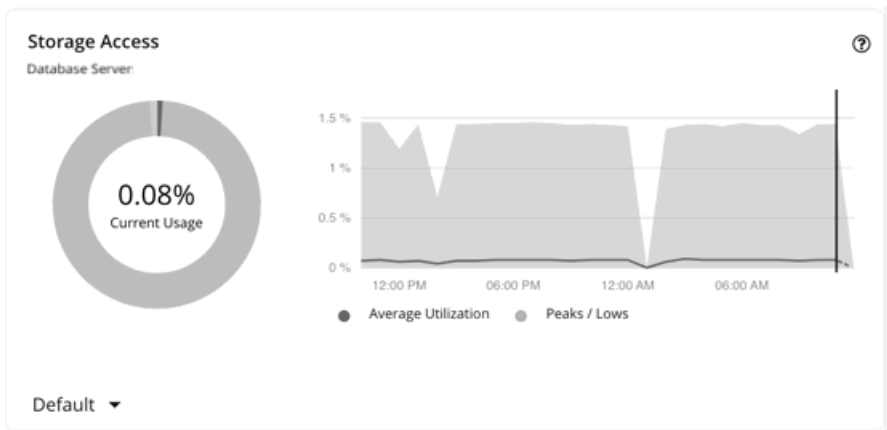 Storage Access
Database Server
0.08%
Current Usage
1.5 %
1 %
0.5 %
0 %
12:00 PM 06:00 PM 12:00 AM 06:00 AM
Average Utilization Peaks / Lows
Default